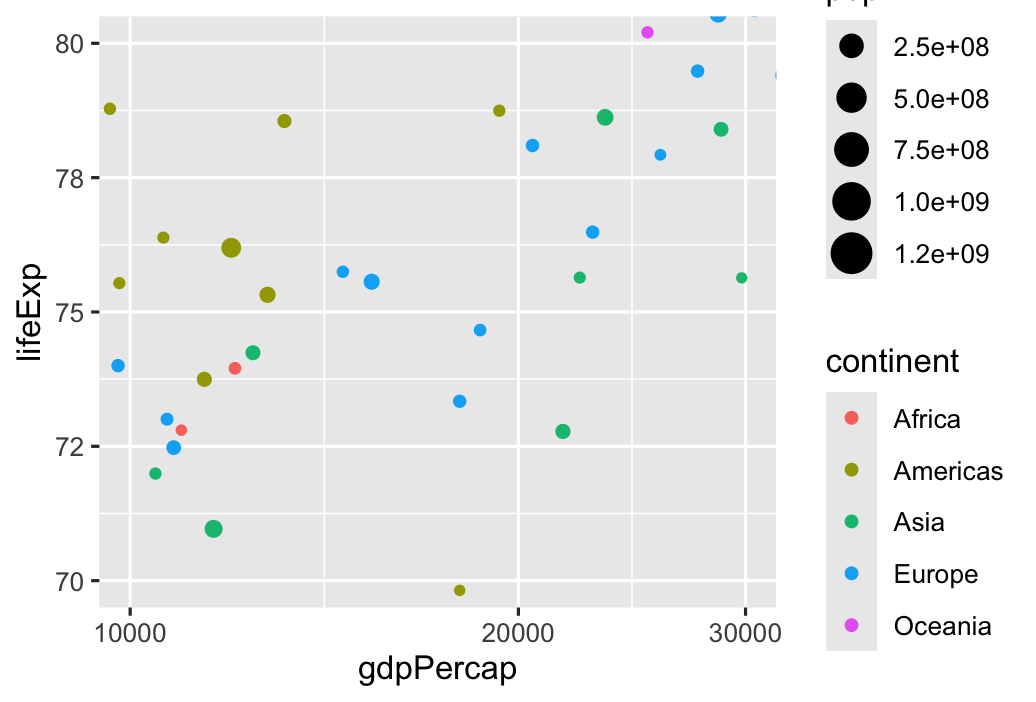 80
78
75
72
70
lifeExp
10000
20000
30000
gdpPercap
2.5e+08
5.0e+08
7.5e+08
1.0e+09
1.2e+09
continent
Africa
Americas
Asia
Europe
Oceania